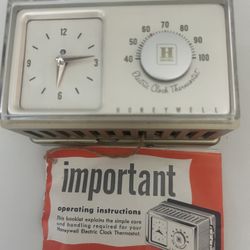 12
9
3
6
60 70 80
50 90
40 100
H
Electric Clock Thermostat
HONEYWELL
important
operating instructions
This booklet explains the simple care
and handling required for your
Honeywell Electric Clock Thermostat.